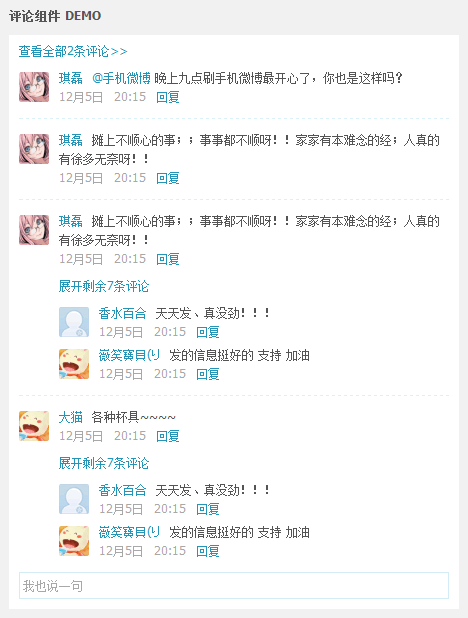 评论组件 DEMO
查看全部2条评论>>
琪磊 @手机微博 晚上九点刷手机微博最开心了，你也是这样吗？
12月5日 20:15 回复
琪磊 摊上不顺心的事；；事事都不顺呀！！家家有本难念的经；人真的
有徐多无奈呀！！
12月5日 20:15 回复
琪磊 摊上不顺心的事；；事事都不顺呀！！家家有本难念的经；人真的
有徐多无奈呀！！
12月5日 20:15 回复
展开剩余7条评论
香水百合 天天发、真没劲！！！
12月5日 20:15 回复
嶶笑寳貝(り 发的信息挺好的 支持 加油
12月5日 20:15 回复
大猫 各种杯具~~~~
12月5日 20:15 回复
展开剩余7条评论
香水百合 天天发、真没劲！！！
12月5日 20:15 回复
嶶笑寳貝(り 发的信息挺好的 支持 加油
12月5日 20:15 回复
我也说一句